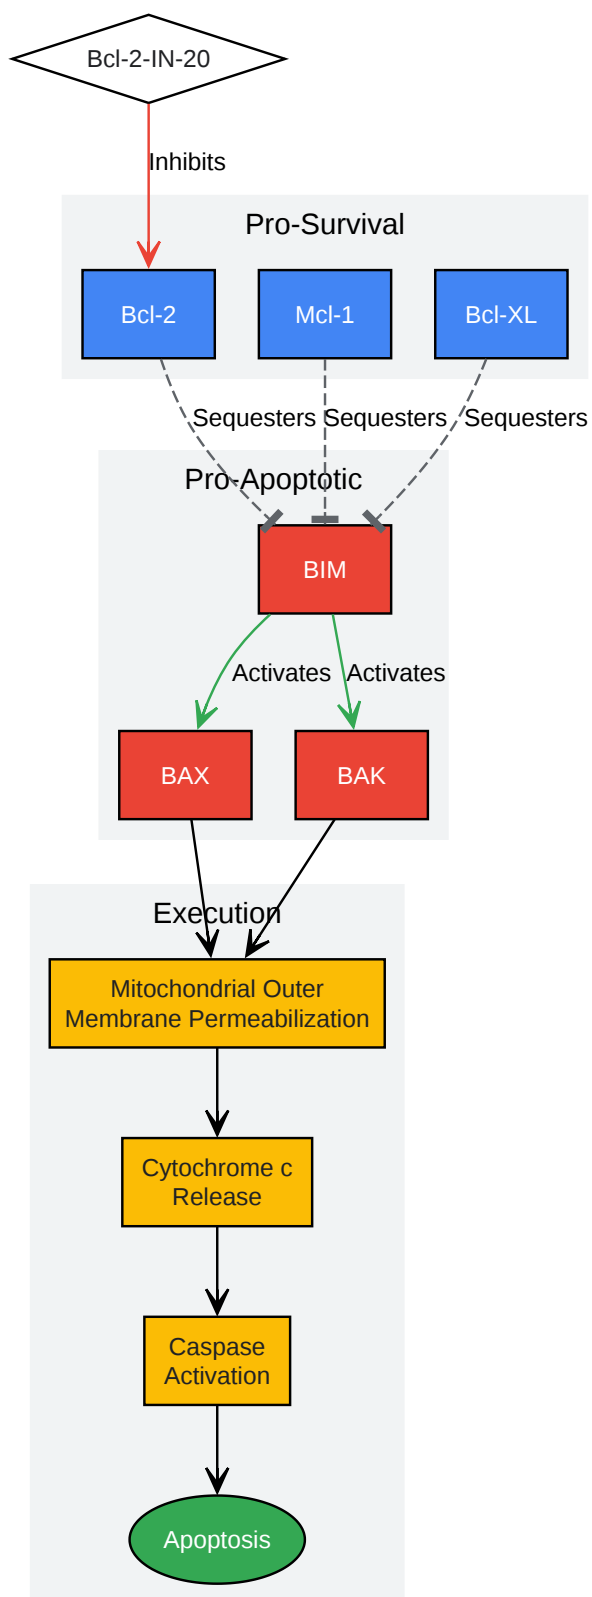 Bcl-2-IN-20
Inhibits
Pro-Survival
Bcl-2
Mcl-1
Bcl-XL
Sequesters
Sequesters
Sequesters
Pro-Apoptotic
BIM
Activates
Activates
BAX
BAK
Execution
Mitochondrial Outer
Membrane Permeabilization
Cytochrome c
Release
Caspase
Activation
Apoptosis